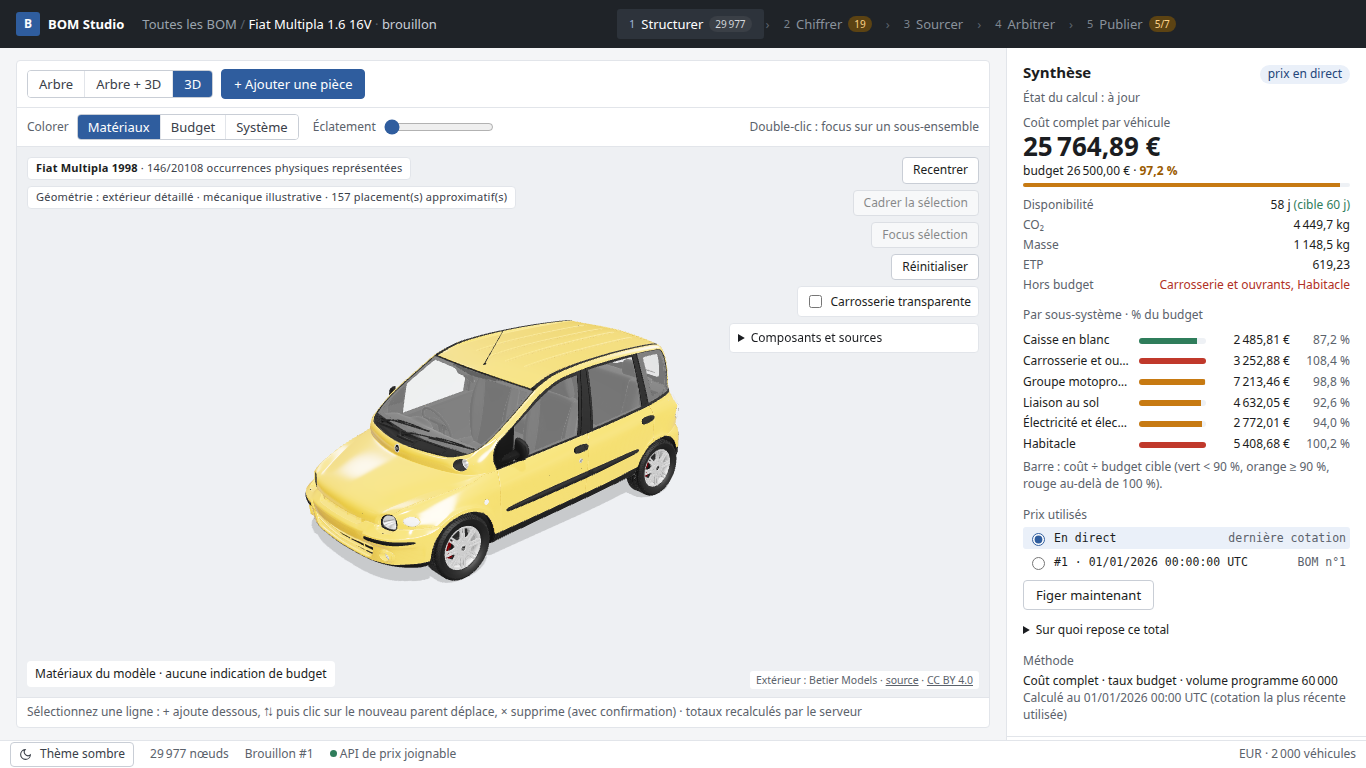 B BOM Studio Toutes les BOM / Fiat Multipla 1.6 16V · brouillon 1 Structurer 29 977 › 2 Chiffrer 19 › 3 Sourcer › 4 Arbitrer › 5 Publier 5/7
Arbre Arbre + 3D 3D + Ajouter une pièce
Colorer Matériaux Budget Système Éclatement Double-clic : focus sur un sous-ensemble
Fiat Multipla 1998 · 146/20108 occurrences physiques représentées
Géométrie : extérieur détaillé · mécanique illustrative · 157 placement(s) approximatif(s)
Recentrer
Cadrer la sélection
Focus sélection
Réinitialiser
Carrosserie transparente
▶ Composants et sources
Matériaux du modèle · aucune indication de budget
Extérieur : Betier Models · source · CC BY 4.0
Sélectionnez une ligne : + ajoute dessous, ⇅ puis clic sur le nouveau parent déplace, × supprime (avec confirmation) · totaux recalculés par le serveur
Synthèse prix en direct
État du calcul : à jour
Coût complet par véhicule
25 764,89 €
budget 26 500,00 € · 97,2 %
Disponibilité 58 j (cible 60 j)
CO₂ 4 449,7 kg
Masse 1 148,5 kg
ETP 619,23
Hors budget Carrosserie et ouvrants, Habitacle
Par sous-système · % du budget
Caisse en blanc 2 485,81 € 87,2 %
Carrosserie et ou... 3 252,88 € 108,4 %
Groupe motopro... 7 213,46 € 98,8 %
Liaison au sol 4 632,05 € 92,6 %
Électricité et élec... 2 772,01 € 94,0 %
Habitacle 5 408,68 € 100,2 %
Barre : coût ÷ budget cible (vert < 90 %, orange ≥ 90 %,
rouge au-delà de 100 %).
Prix utilisés
En direct dernière cotation
#1 · 01/01/2026 00:00:00 UTC BOM n°1
Figer maintenant
▶ Sur quoi repose ce total
Méthode
Coût complet · taux budget · volume programme 60 000
Calculé au 01/01/2026 00:00 UTC (cotation la plus récente
utilisée)
Thème sombre 29 977 nœuds Brouillon #1 API de prix joignable EUR · 2 000 véhicules